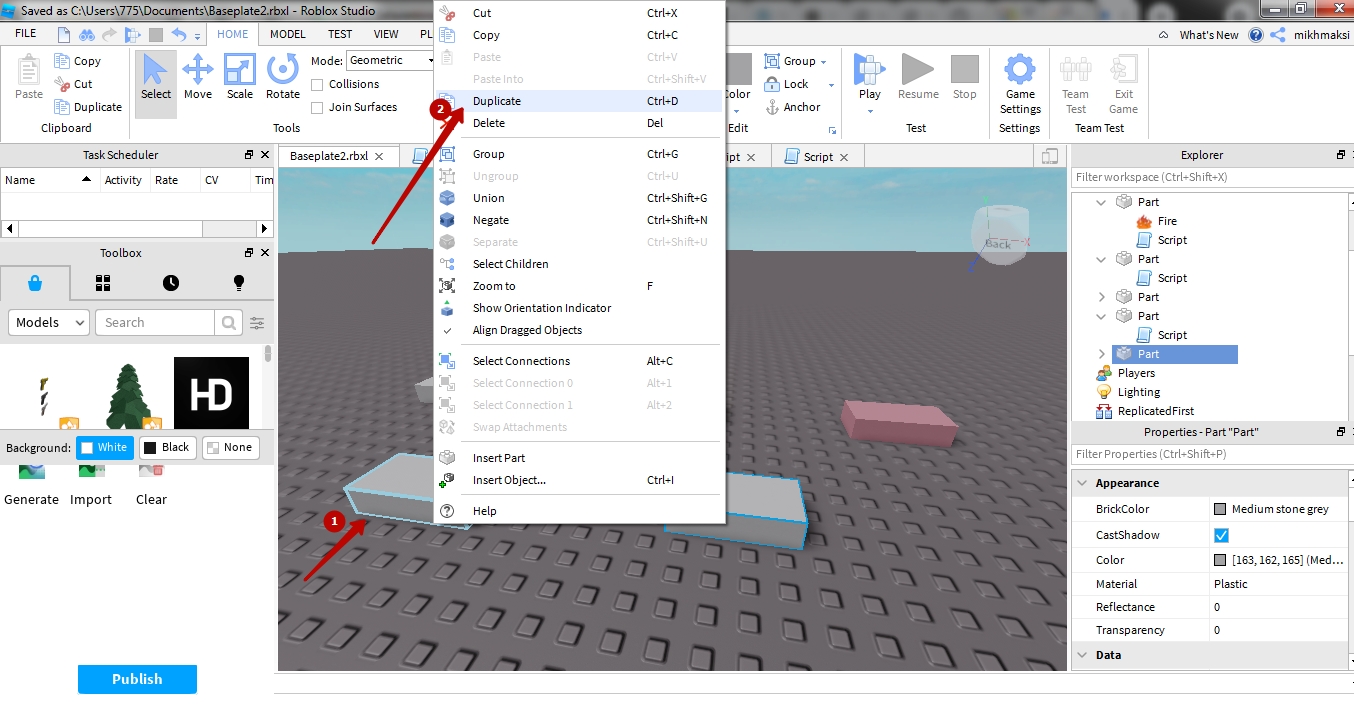 Saved as C:\Users\775\Documents\Baseplate2.rbxl - Roblox Studio
FILE
HOME
MODEL
TEST
VIEW
PL
What's New
mikhmaksi
Paste
Copy
Cut
Duplicate
Clipboard
Select
Move
Scale
Rotate
Mode:
Geometric
Collisions
Join Surfaces
Tools
Color
Group
Lock
Anchor
Edit
Play
Resume
Stop
Test
Game
Settings
Settings
Team
Test
Exit
Game
Team Test
Cut Ctrl+X
Copy Ctrl+C
Paste Ctrl+V
Paste Into Ctrl+Shift+V
Duplicate Ctrl+D
Delete Del
Group Ctrl+G
Ungroup Ctrl+U
Union Ctrl+Shift+G
Negate Ctrl+Shift+N
Separate Ctrl+Shift+U
Select Children
Zoom to F
Show Orientation Indicator
Align Dragged Objects
Select Connections Alt+C
Select Connection 0 Alt+1
Select Connection 1 Alt+2
Swap Attachments
Insert Part
Insert Object... Ctrl+I
Help
2
1
Task Scheduler
Name Activity Rate CV Tim
Toolbox
Models
Search
HD
Background: White Black None
Generate Import Clear
Publish
Baseplate2.rbxl
ipt
Script
Back
X
Explorer
Filter workspace (Ctrl+Shift+X)
Part
Fire
Script
Part
Script
Part
Part
Script
Part
Players
Lighting
ReplicatedFirst
Properties - Part "Part"
Filter Properties (Ctrl+Shift+P)
Appearance
BrickColor Medium stone grey
CastShadow
Color [163, 162, 165] (Med...
Material Plastic
Reflectance 0
Transparency 0
Data